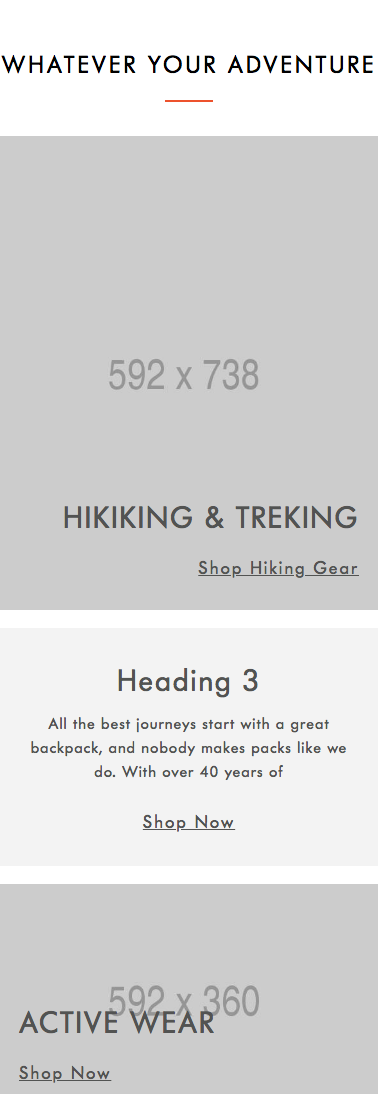 WHATEVER YOUR ADVENTURE
592 x 738
HIKIKING & TREKING
Shop Hiking Gear
Heading 3
All the best journeys start with a great
backpack, and nobody makes packs like we
do. With over 40 years of
Shop Now
592 x 360
ACTIVE WEAR
Shop Now